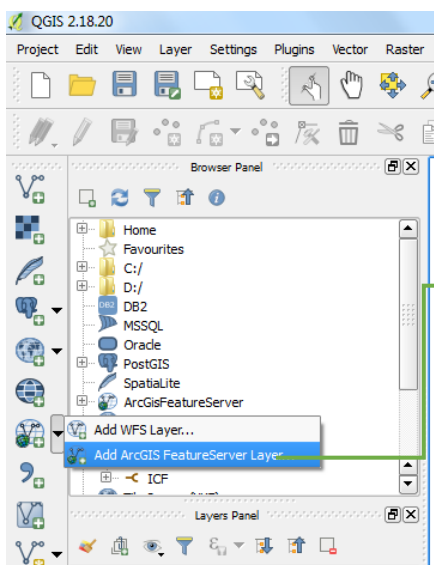 QGIS 2.18.20
Project Edit View Layer Settings Plugins Vector Raster
Browser Panel
Home
Favourites
C:/
D:/
DB2 DB2
MSSQL
Oracle
PostGIS
SpatiaLite
ArcGisFeatureServer
Add WFS Layer...
Add ArcGIS FeatureServer Layer...
ICF
Layers Panel